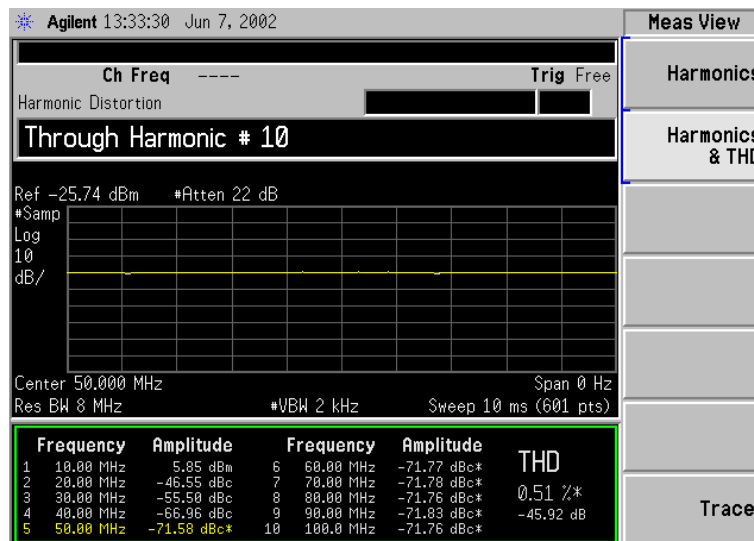 Agilent 13:33:30 Jun 7, 2002
Meas View
Ch Freq ---- Trig Free
Harmonic Distortion
Harmonics
Through Harmonic # 10
Harmonics
& THD
Ref -25.74 dBm #Atten 22 dB
#Samp
Log
10
dB/
Center 50.000 MHz Span 0 Hz
Res BW 8 MHz #VBW 2 kHz Sweep 10 ms (601 pts)
Frequency Amplitude Frequency Amplitude
1 10.00 MHz 5.85 dBm 6 60.00 MHz -71.77 dBc*
2 20.00 MHz -46.55 dBc 7 70.00 MHz -71.78 dBc*
3 30.00 MHz -55.50 dBc 8 80.00 MHz -71.76 dBc*
4 40.00 MHz -66.96 dBc 9 90.00 MHz -71.83 dBc*
5 50.00 MHz -71.58 dBc* 10 100.0 MHz -71.76 dBc*
THD
0.51 %*
-45.92 dB
Trace